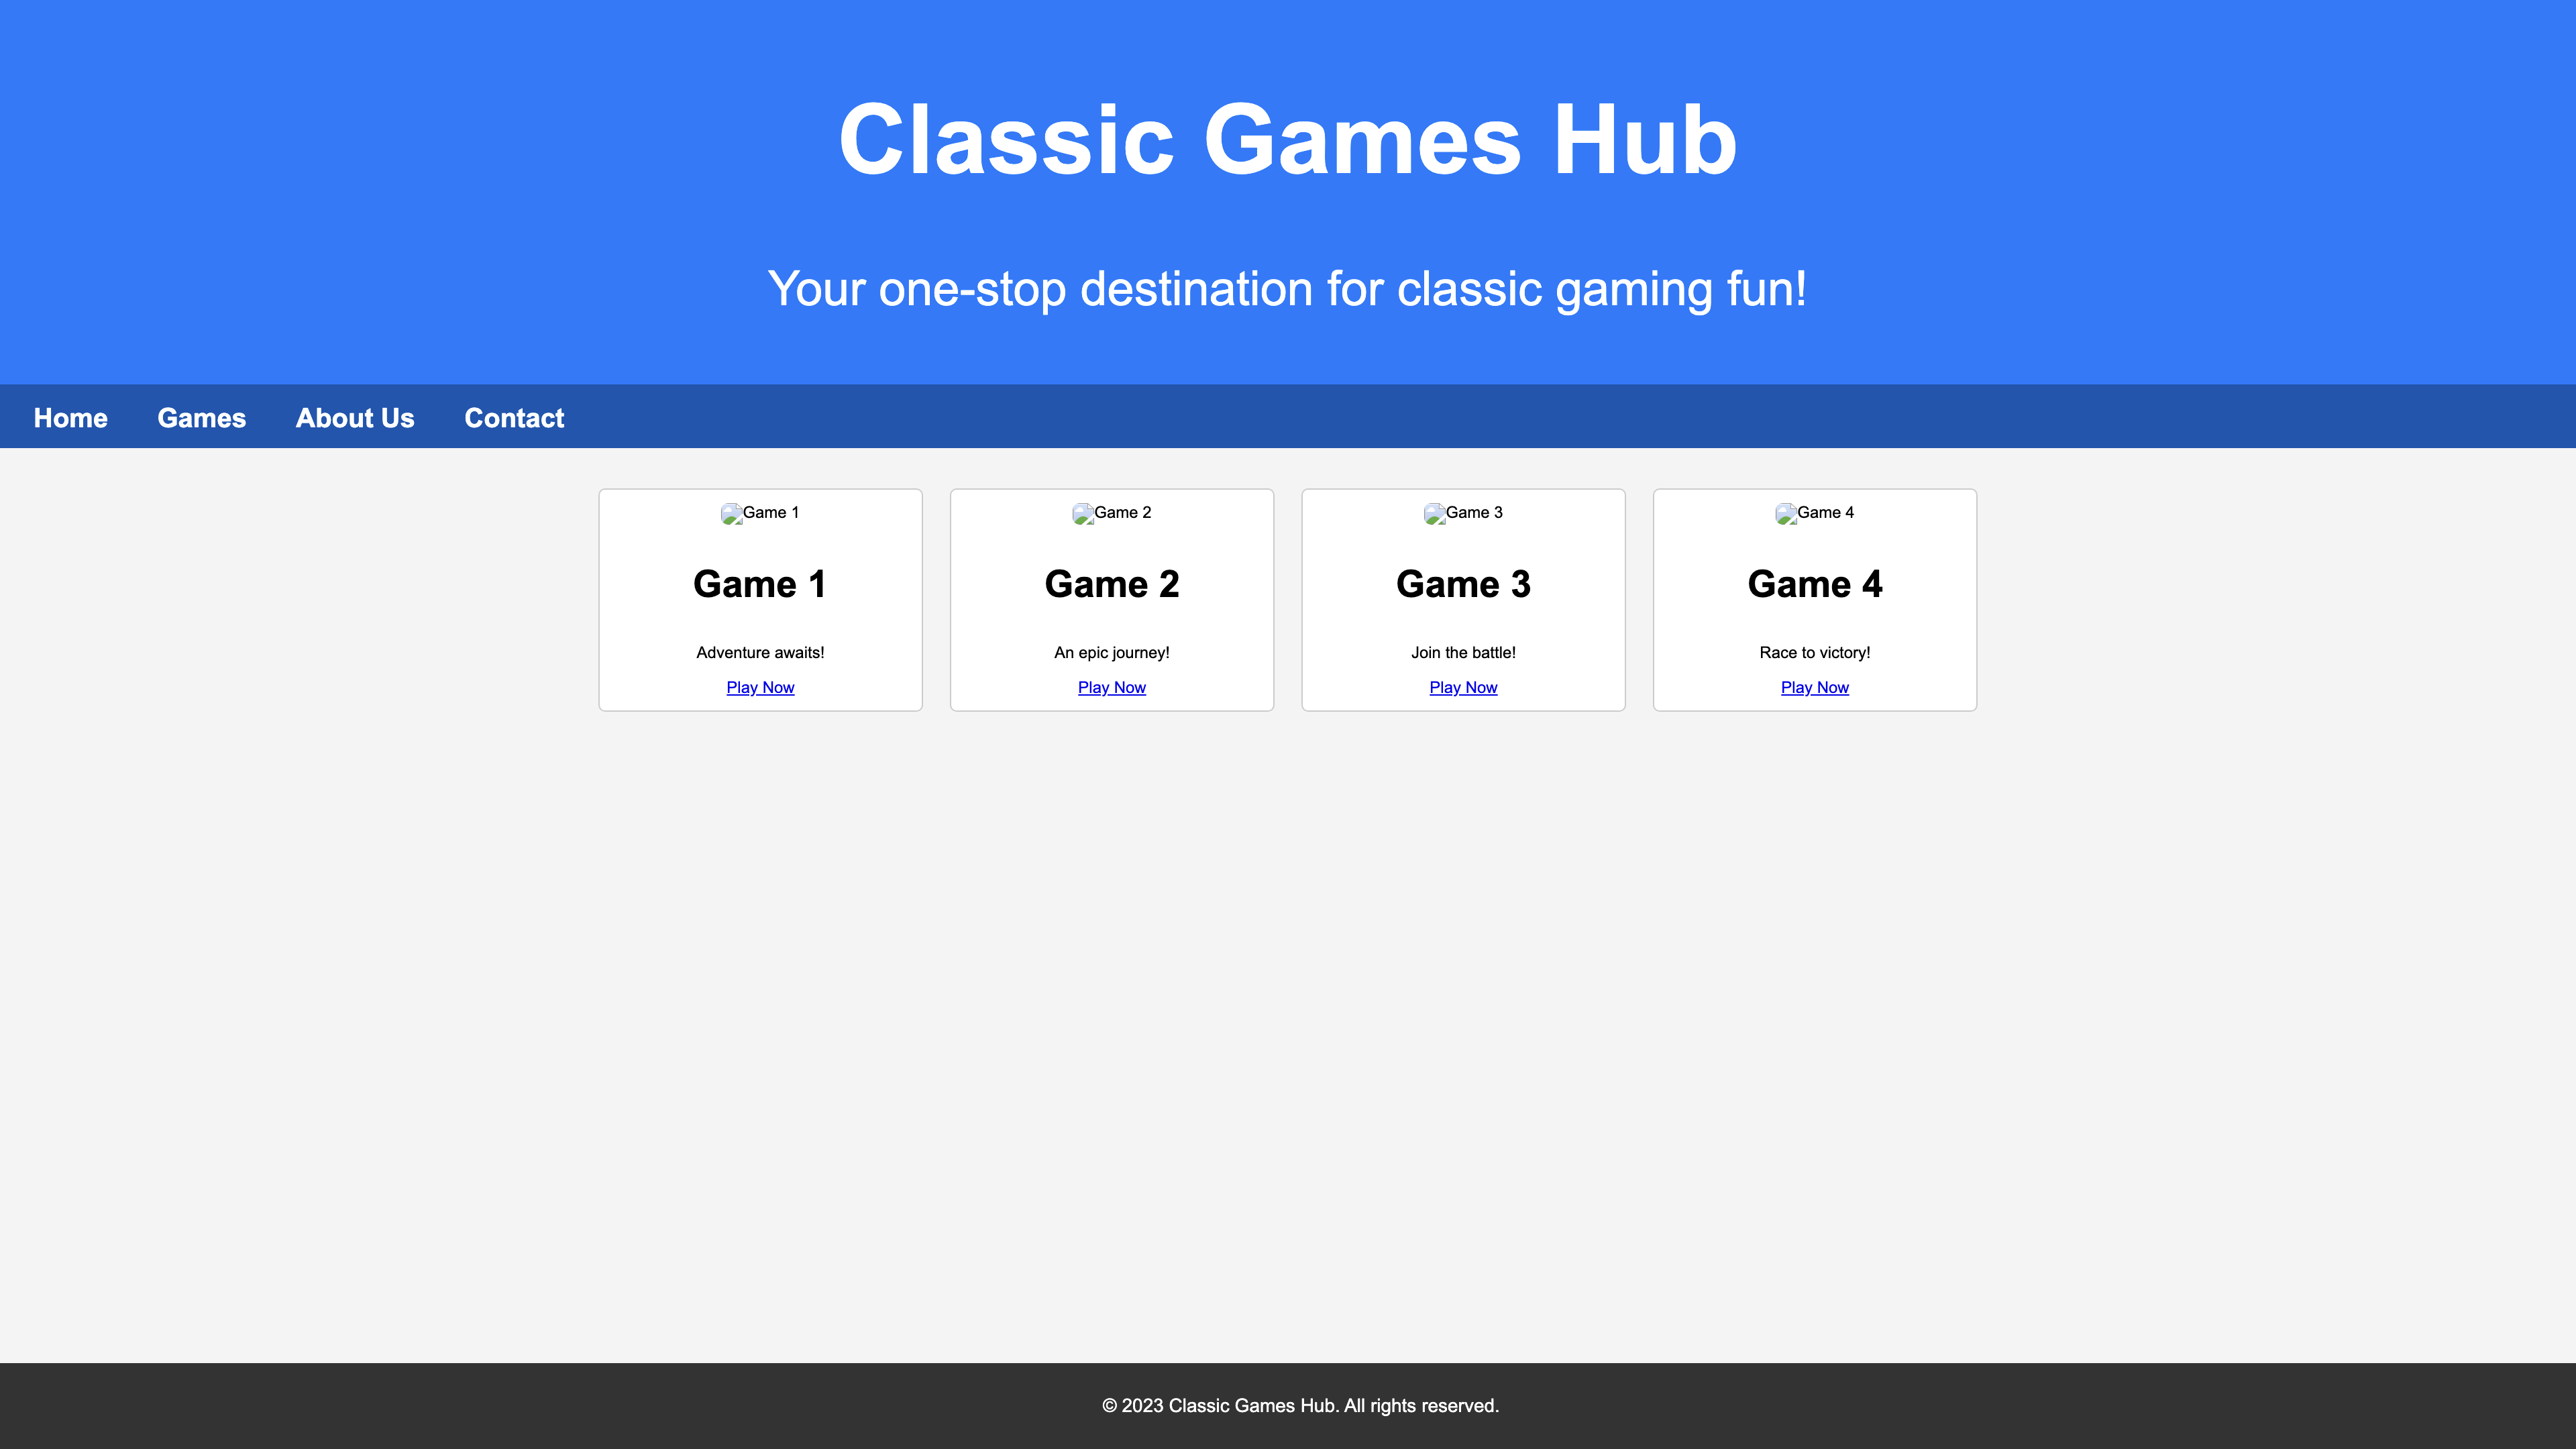 Classic Games Hub
Your one-stop destination for classic gaming fun!
Home Games About Us Contact
Game 1
Game 1
Adventure awaits!
Play Now
Game 2
Game 2
An epic journey!
Play Now
Game 3
Game 3
Join the battle!
Play Now
Game 4
Game 4
Race to victory!
Play Now
© 2023 Classic Games Hub. All rights reserved.